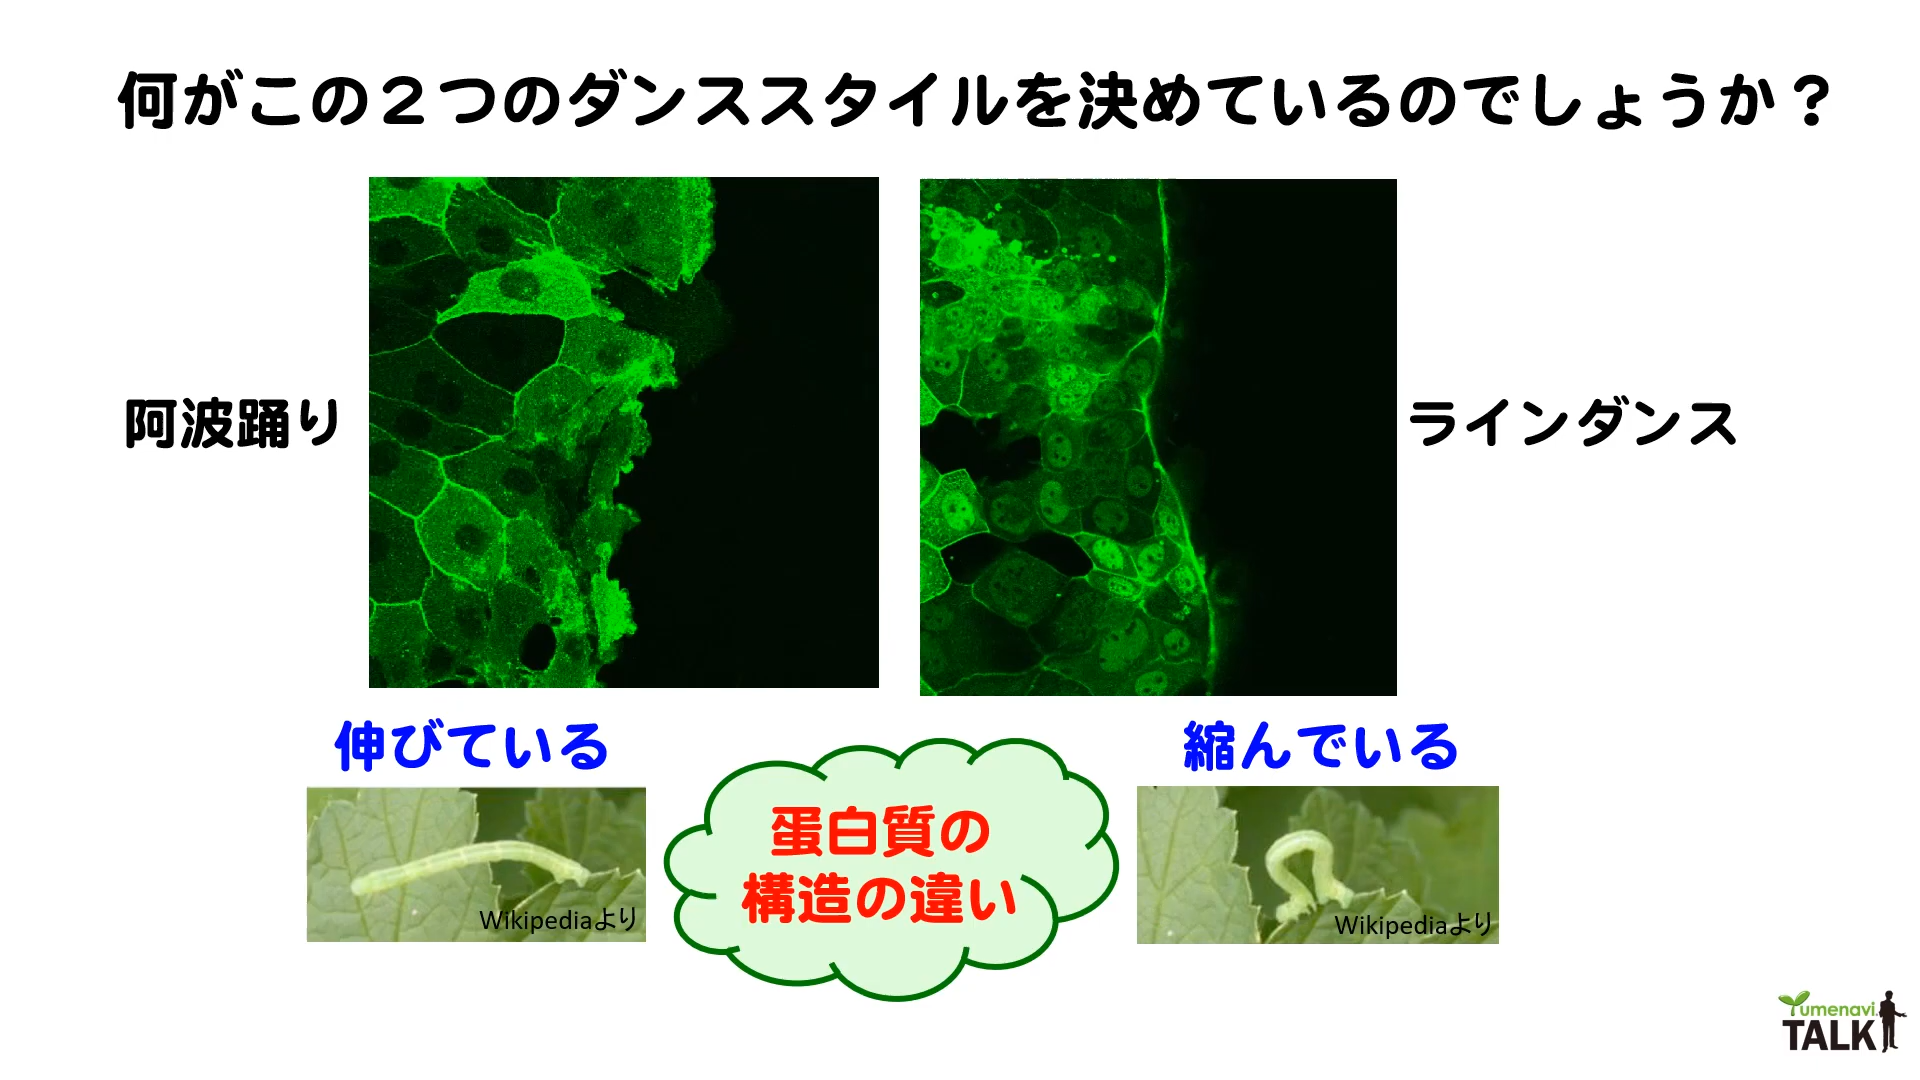 何がこの２つのダンススタイルを決めているのでしょうか？
阿波踊り
ラインダンス
伸びている
縮んでいる
蛋白質の
構造の違い
Wikipediaより
Wikipediaより
Yumenavi
TALK